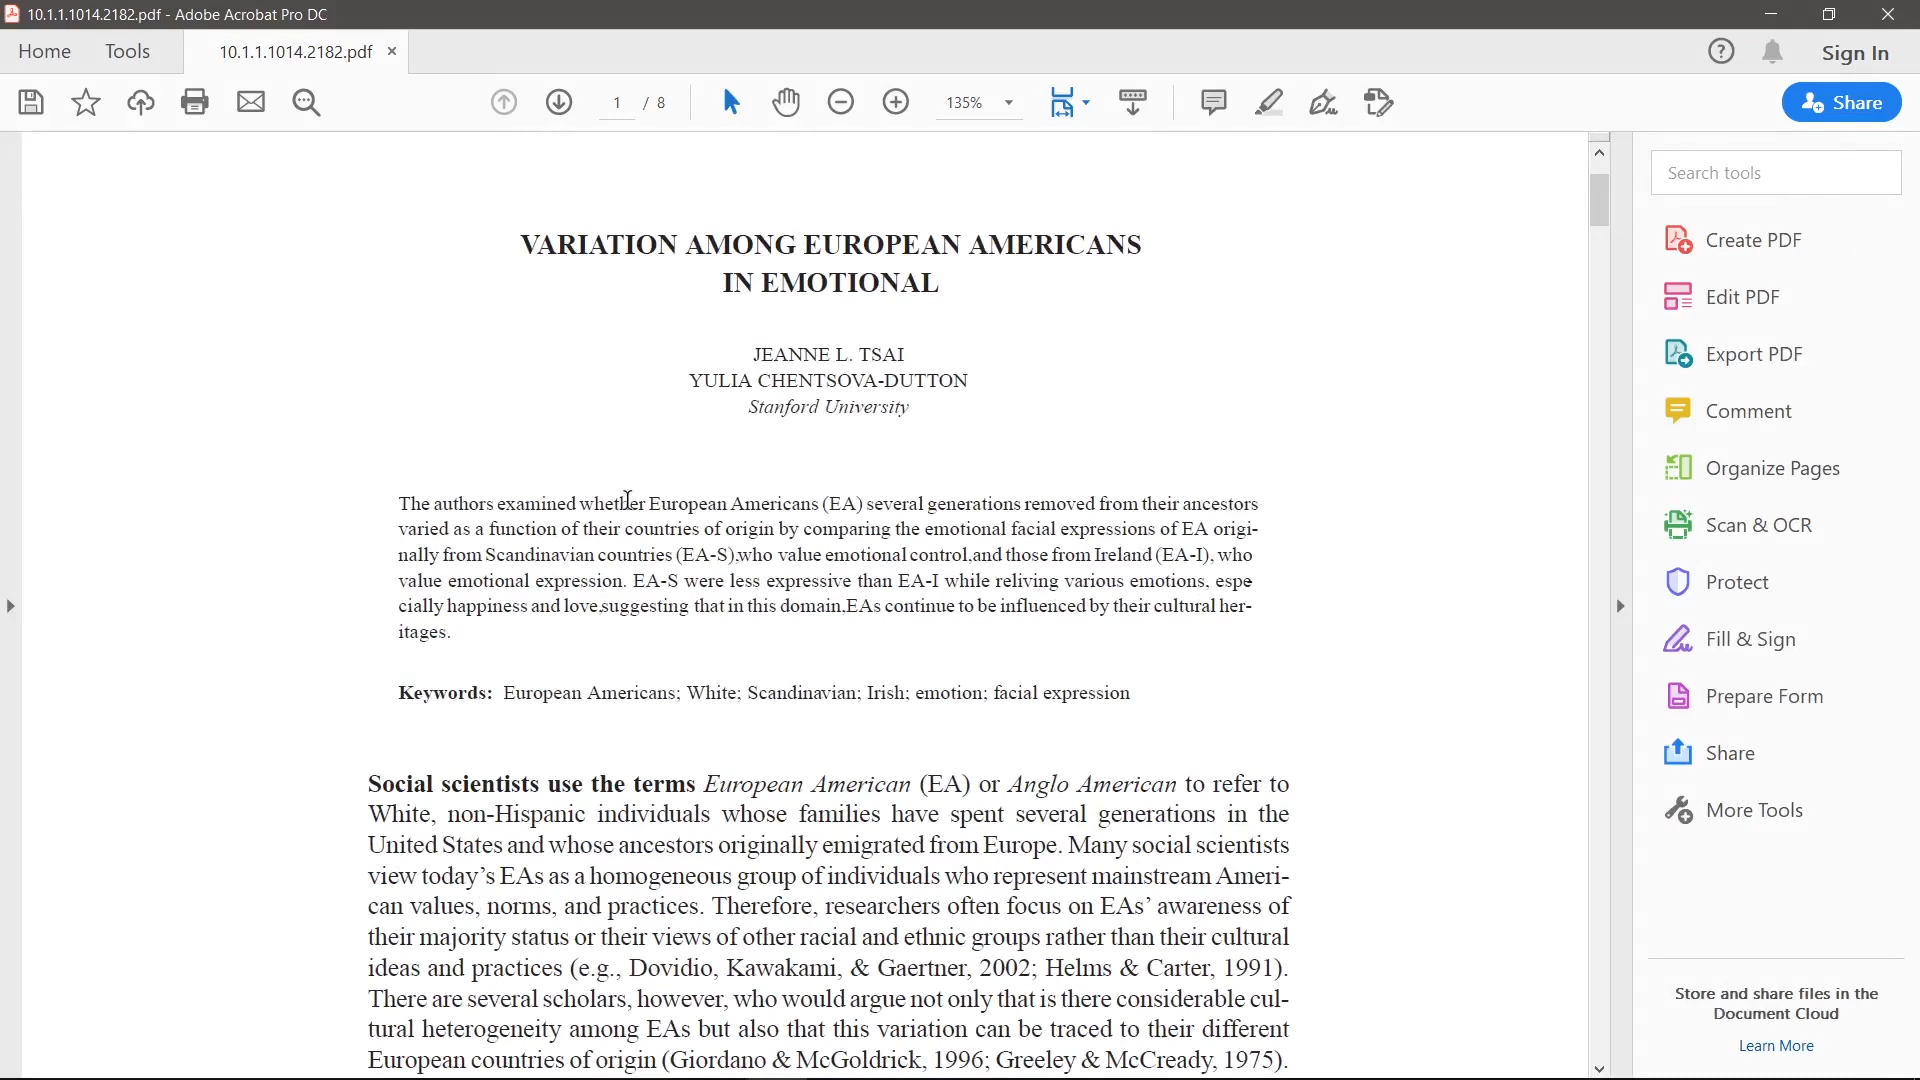 10.1.1.1014.2182.pdf - Adobe Acrobat Pro DC
Home
Tools
10.1.1.1014.2182.pdf
Sign In
1 / 8
135%
Share
Search tools
VARIATION AMONG EUROPEAN AMERICANS
IN EMOTIONAL
JEANNE L. TSAI
YULIA CHENTSOVA-DUTTON
Stanford University
The authors examined whether European Americans (EA) several generations removed from their ancestors
varied as a function of their countries of origin by comparing the emotional facial expressions of EA origi-
nally from Scandinavian countries (EA-S),who value emotional control,and those from Ireland (EA-I), who
value emotional expression. EA-S were less expressive than EA-I while reliving various emotions, espe
cially happiness and love,suggesting that in this domain,EAs continue to be influenced by their cultural her-
itages.
Keywords: European Americans; White; Scandinavian; Irish; emotion; facial expression
Social scientists use the terms European American (EA) or Anglo American to refer to
White, non-Hispanic individuals whose families have spent several generations in the
United States and whose ancestors originally emigrated from Europe. Many social scientists
view today's EAs as a homogeneous group of individuals who represent mainstream Ameri-
can values, norms, and practices. Therefore, researchers often focus on EAs' awareness of
their majority status or their views of other racial and ethnic groups rather than their cultural
ideas and practices (e.g., Dovidio, Kawakami, & Gaertner, 2002; Helms & Carter, 1991).
There are several scholars, however, who would argue not only that is there considerable cul-
tural heterogeneity among EAs but also that this variation can be traced to their different
European countries of origin (Giordano & McGoldrick, 1996; Greeley & McCready, 1975).
Create PDF
Edit PDF
Export PDF
Comment
Organize Pages
Scan & OCR
Protect
Fill & Sign
Prepare Form
Share
More Tools
Store and share files in the
Document Cloud
Learn More